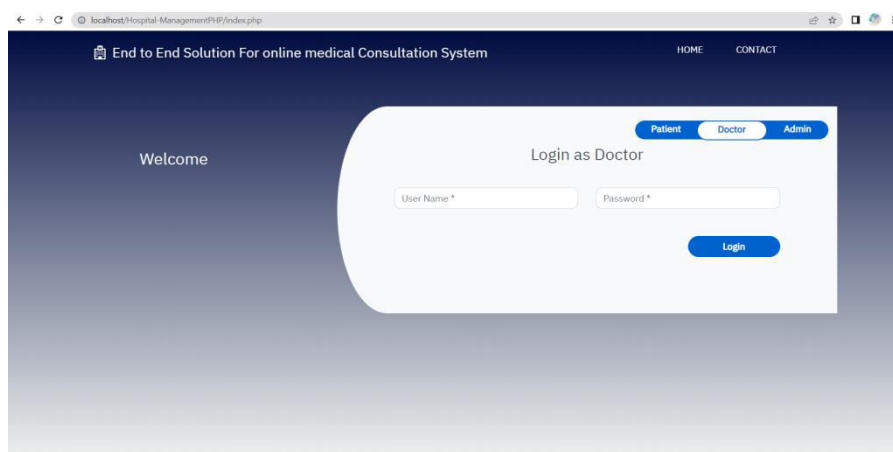 localhost/Hospital-ManagementPHP/index.php
End to End Solution For online medical Consultation System
HOME
CONTACT
Patient
Doctor
Admin
Welcome
Login as Doctor
User Name *
Password *
Login